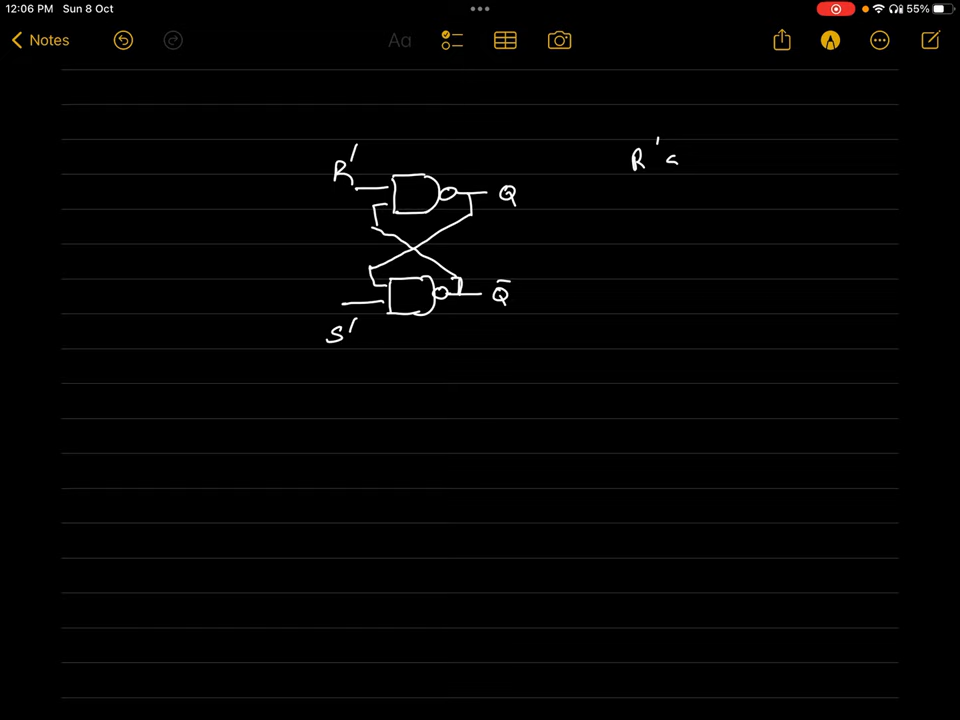 12:06 PM Sun 8 Oct
55%
Notes
Aa
R'
Q
Q̅
S'
R'